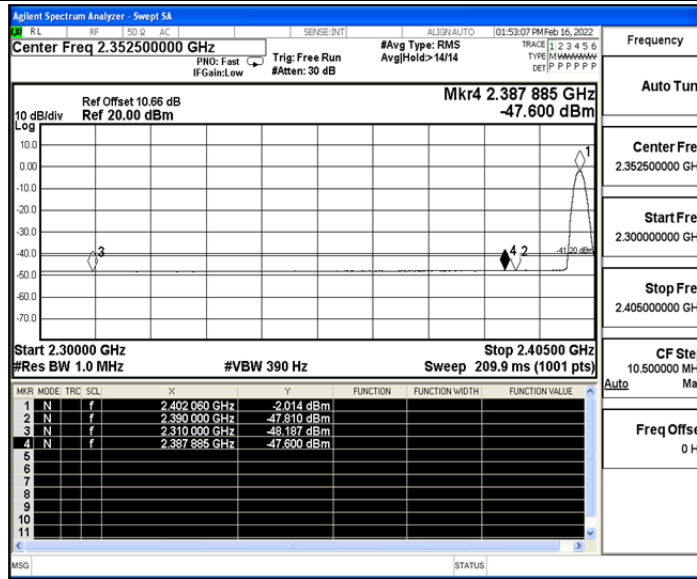 Agilent Spectrum Analyzer - Swept SA
RL RF 50 Ω AC SENSE:INT ALIGN AUTO 01:53:07 PM Feb 16, 2022
Center Freq 2.352500000 GHz
PNO: Fast
IFGain:Low
Trig: Free Run
#Atten: 30 dB
#Avg Type: RMS
Avg|Hold:> 14/14
TRACE 1 2 3 4 5 6
TYPE MWWWWW
DET P P P P P P
Frequency
Auto Tun
Center Fre
2.352500000 GH
Start Fre
2.300000000 GH
Stop Fre
2.405000000 GH
CF Ste
10.500000 MH
Auto Ma
Freq Offse
0 H
Mkr4 2.387 885 GHz
-47.600 dBm
Ref Offset 10.66 dB
10 dB/div Ref 20.00 dBm
Log
10.0
0.00
-10.0
-20.0
-30.0
-40.0
-50.0
-60.0
-70.0
1
3
4 2
-41.20 dBm
Start 2.30000 GHz Stop 2.40500 GHz
#Res BW 1.0 MHz #VBW 390 Hz Sweep 209.9 ms (1001 pts)
MKR MODE TRC SCL X Y FUNCTION FUNCTION WIDTH FUNCTION VALUE
1 N f 2.402 060 GHz -2.014 dBm
2 N f 2.390 000 GHz -47.810 dBm
3 N f 2.310 000 GHz -48.187 dBm
4 N f 2.387 885 GHz -47.600 dBm
5
6
7
8
9
10
11
MSG STATUS